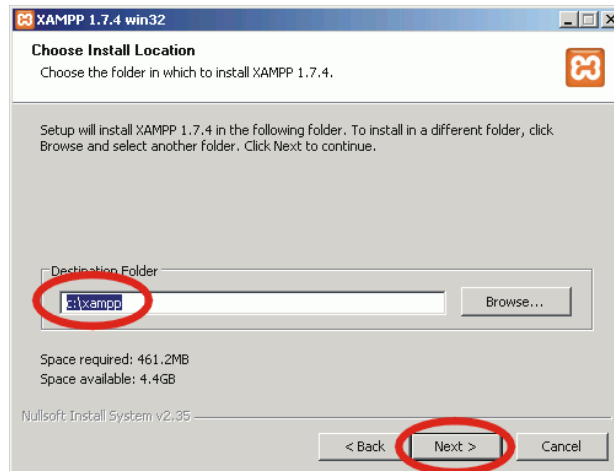 XAMPP 1.7.4 win32
Choose Install Location
Choose the folder in which to install XAMPP 1.7.4.
Setup will install XAMPP 1.7.4 in the following folder. To install in a different folder, click
Browse and select another folder. Click Next to continue.
Destination Folder
c:\xampp
Browse...
Space required: 461.2MB
Space available: 4.4GB
Nullsoft Install System v2.35
< Back
Next >
Cancel